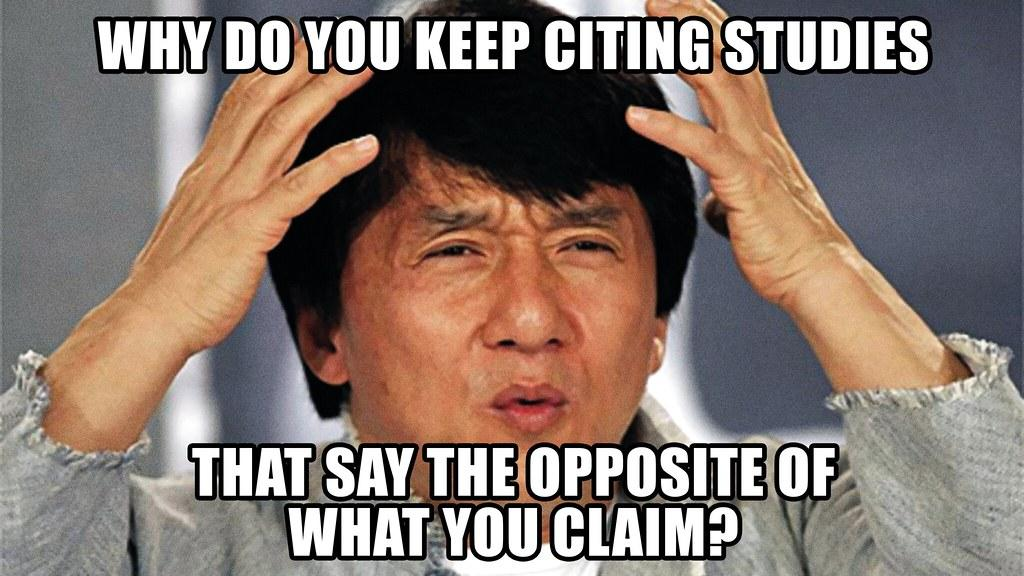 WHY DO YOU KEEP CITING STUDIES
THAT SAY THE OPPOSITE OF
WHAT YOU CLAIM?